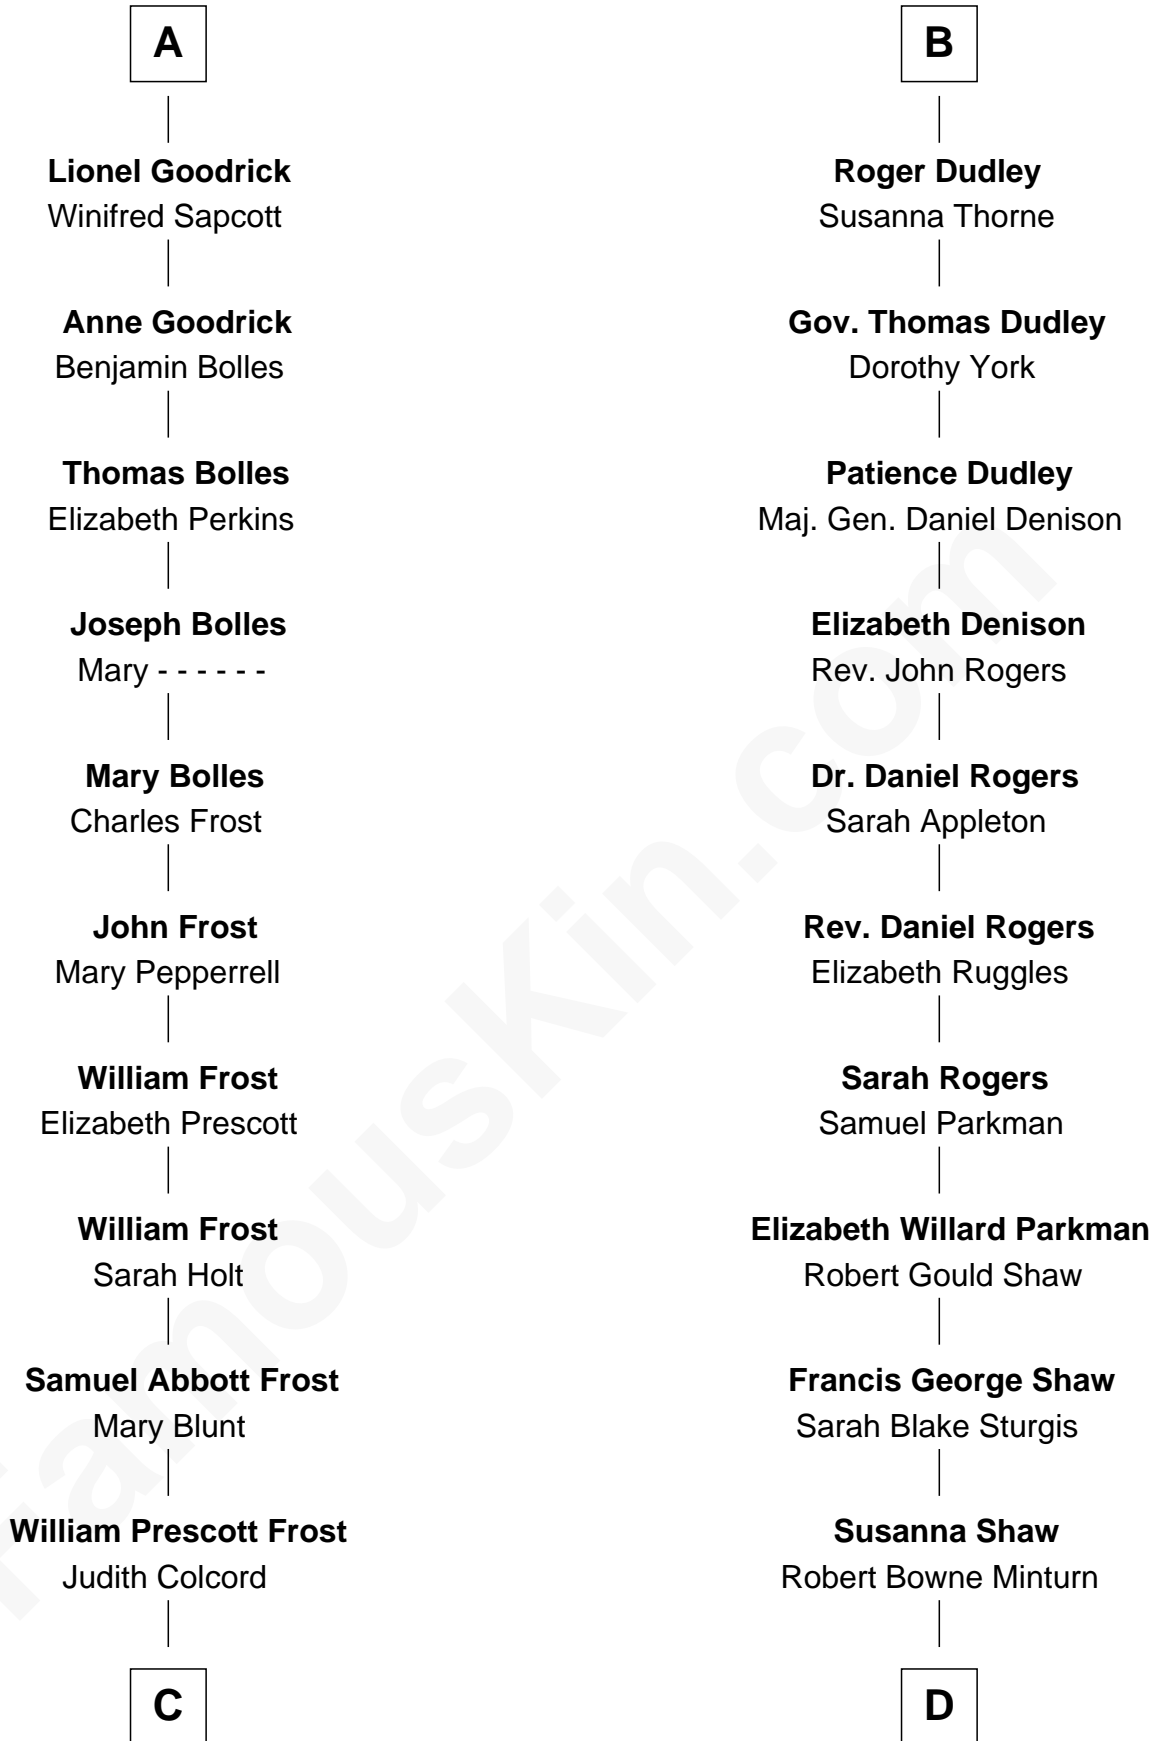 A
Lionel Goodrick
Winifred Sapcott
Anne Goodrick
Benjamin Bolles
Thomas Bolles
Elizabeth Perkins
Joseph Bolles
Mary - - - - - -
Mary Bolles
Charles Frost
John Frost
Mary Pepperrell
William Frost
Elizabeth Prescott
William Frost
Sarah Holt
Samuel Abbott Frost
Mary Blunt
William Prescott Frost
Judith Colcord
C
B
Roger Dudley
Susanna Thorne
Gov. Thomas Dudley
Dorothy York
Patience Dudley
Maj. Gen. Daniel Denison
Elizabeth Denison
Rev. John Rogers
Dr. Daniel Rogers
Sarah Appleton
Rev. Daniel Rogers
Elizabeth Ruggles
Sarah Rogers
Samuel Parkman
Elizabeth Willard Parkman
Robert Gould Shaw
Francis George Shaw
Sarah Blake Sturgis
Susanna Shaw
Robert Bowne Minturn
D
FamousKin.com